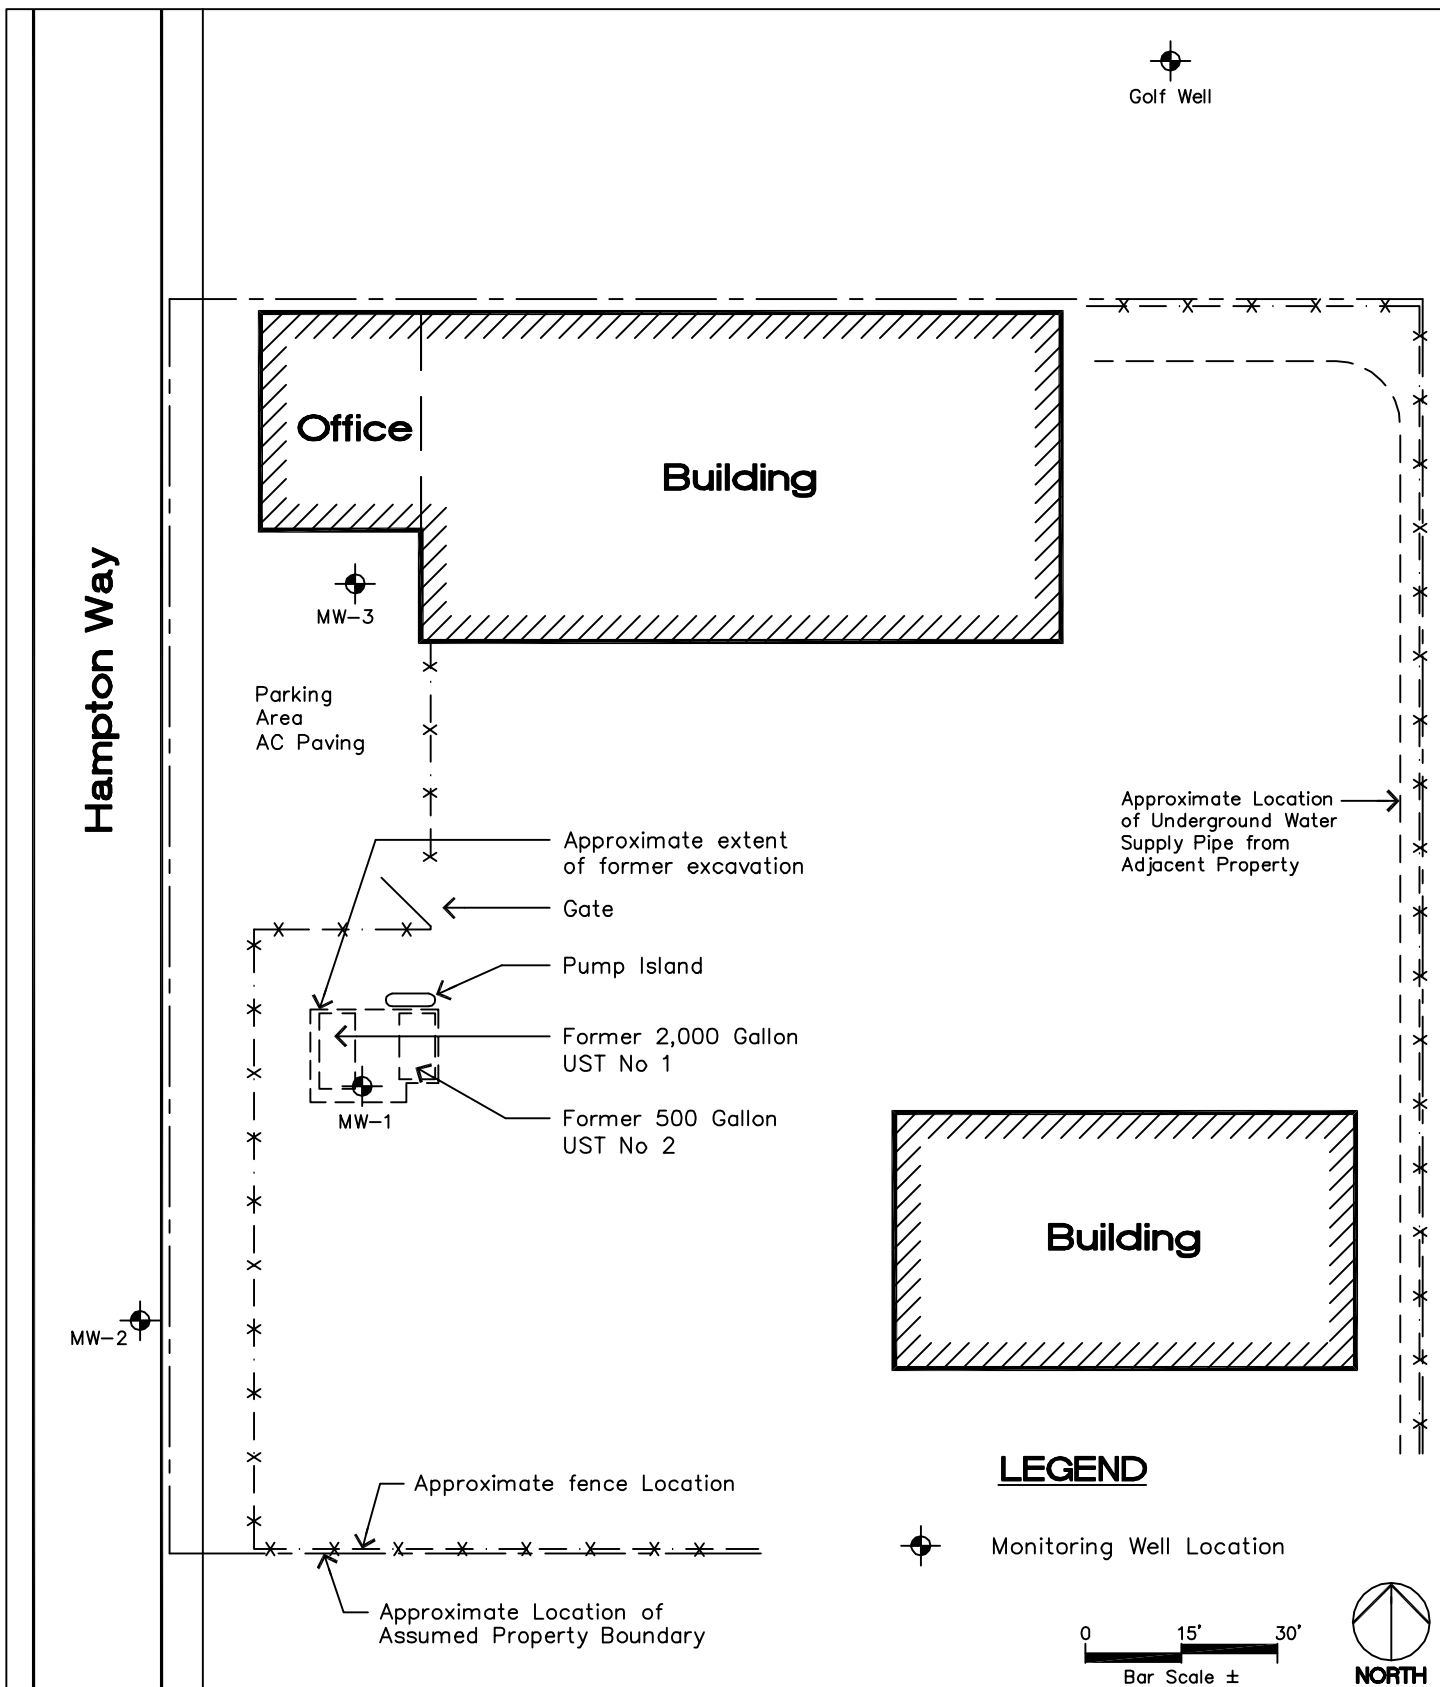 Golf Well
Office
Building
Hampton Way
MW-3
Parking
Area
AC Paving
Approximate Location
of Underground Water
Supply Pipe from
Adjacent Property
Approximate extent
of former excavation
Gate
Pump Island
Former 2,000 Gallon
UST No 1
MW-1
Former 500 Gallon
UST No 2
Building
MW-2
LEGEND
Approximate fence Location
Monitoring Well Location
Approximate Location of
Assumed Property Boundary
0 15' 30'
Bar Scale ±
NORTH